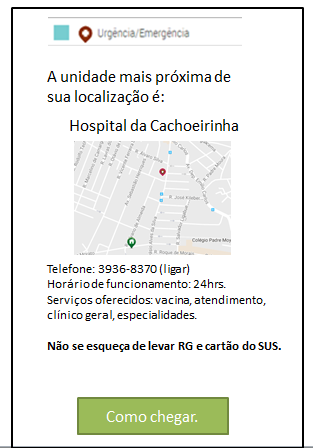 Urgência/Emergência
A unidade mais próxima de
sua localização é:
Hospital da Cachoeirinha
Colégio Padre Moy
Telefone: 3936-8370 (ligar)
Horário de funcionamento: 24hrs.
Serviços oferecidos: vacina, atendimento,
clínico geral, especialidades.
Não se esqueça de levar RG e cartão do SUS.
Como chegar.